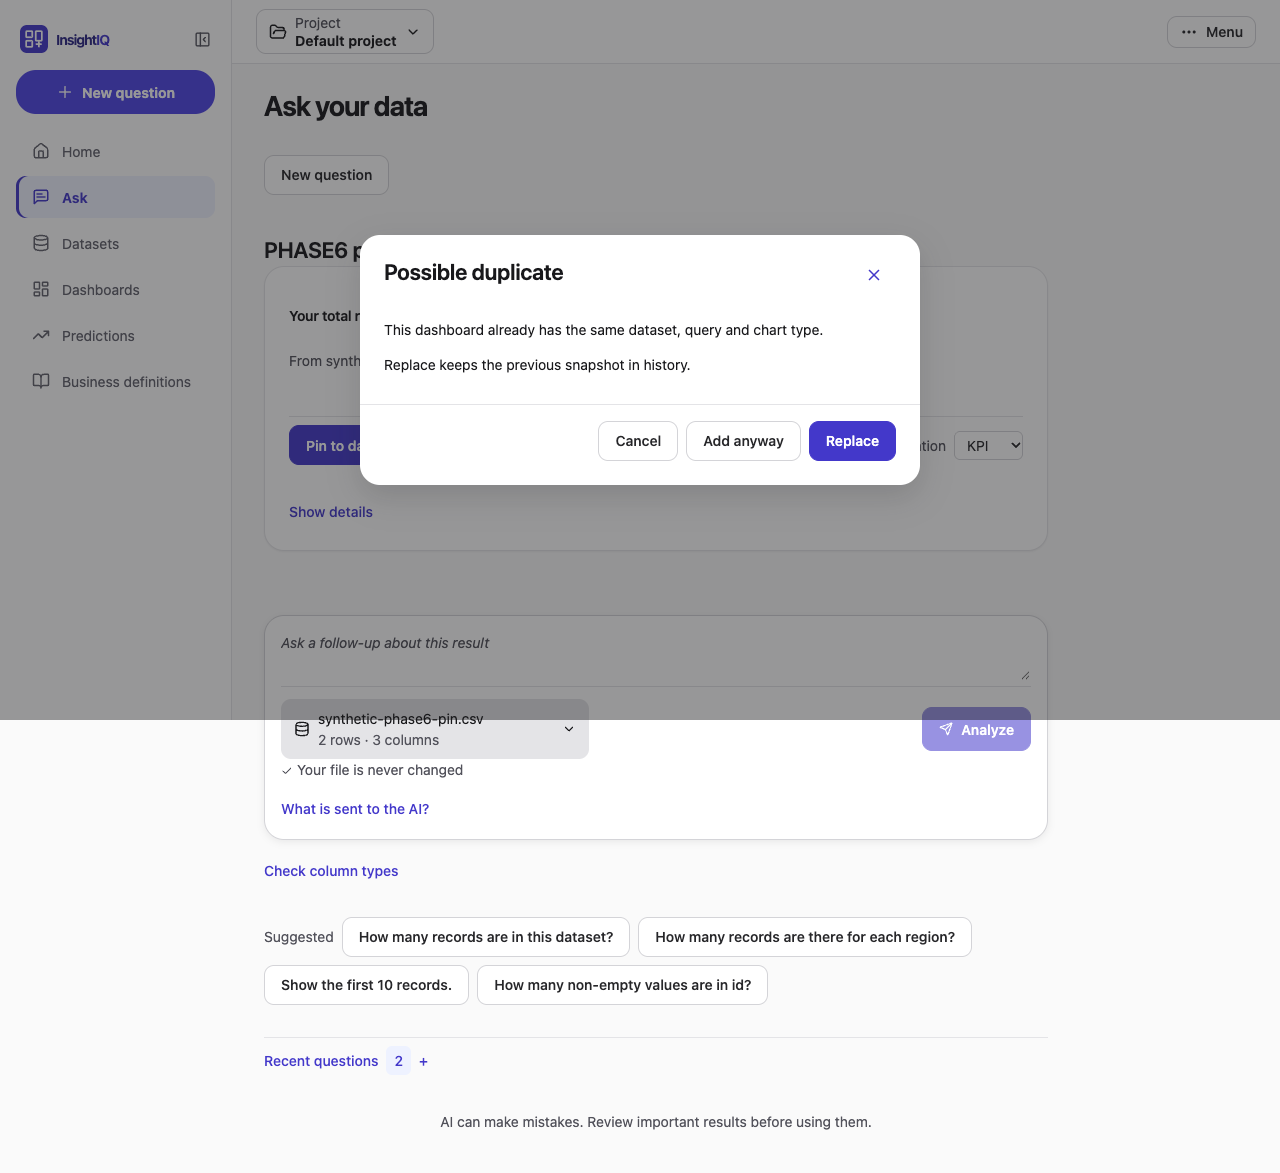 InsightIQ
Project
Default project
Menu
New question
Home
Ask
Datasets
Dashboards
Predictions
Business definitions
Ask your data
New question
PHASE6
Your total
From synth
Pin to da
KPI
Show details
Possible duplicate
This dashboard already has the same dataset, query and chart type.
Replace keeps the previous snapshot in history.
Cancel
Add anyway
Replace
Ask a follow-up about this result
synthetic-phase6-pin.csv
2 rows · 3 columns
Analyze
Your file is never changed
What is sent to the AI?
Check column types
Suggested
How many records are in this dataset?
How many records are there for each region?
Show the first 10 records.
How many non-empty values are in id?
Recent questions 2 +
AI can make mistakes. Review important results before using them.